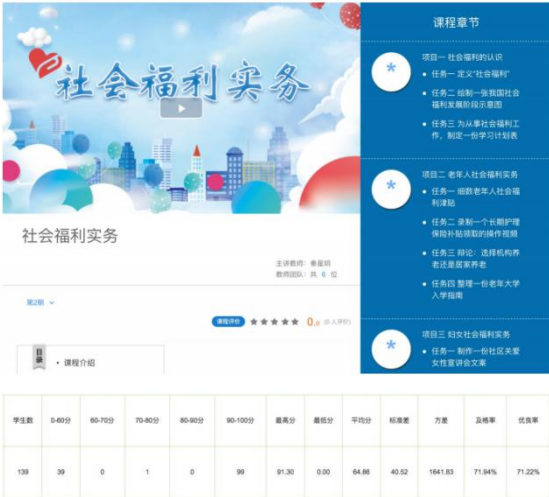 社会福利实务
社会福利实务
主讲教师：秦星玥
教师团队：共 6 位
第2期
课程评价
0.0 (0 人评价)
目录
· 课程介绍
课程章节
项目一 社会福利的认识
• 任务一 定义“社会福利”
• 任务二 绘制一张我国社会
福利发展阶段示意图
• 任务三 为从事社会福利工
作，制定一份学习计划表
项目二 老年人社会福利实务
• 任务一 细数老年人社会福
利津贴
• 任务二 录制一个长期护理
保险补贴领取的操作视频
• 任务三 辩论：选择机构养
老还是居家养老
• 任务四 整理一份老年大学
入学指南
项目三 妇女社会福利实务
• 任务一 制作一份社区关爱
女性宣讲会文案
学生数 0-60分 60-70分 70-80分 80-90分 90-100分 最高分 最低分 平均分 标准差 方差 及格率 优良率
139 39 0 1 0 99 91.30 0.00 64.66 40.52 1641.83 71.94% 71.22%